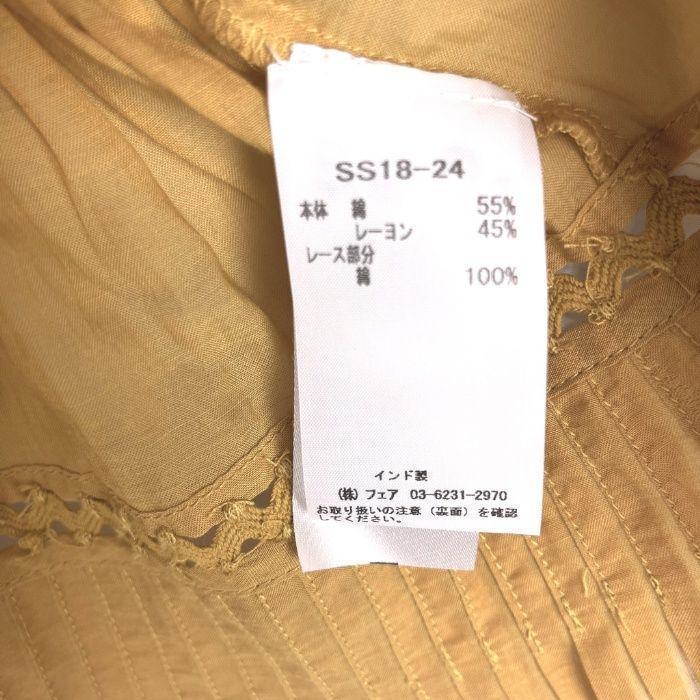 SS18-24
本体 綿 55%
レーヨン 45%
レース部分
綿 100%
インド製
(株) フェア 03-6231-2970
お取り扱いの注意 (裏面) を確認
してください。